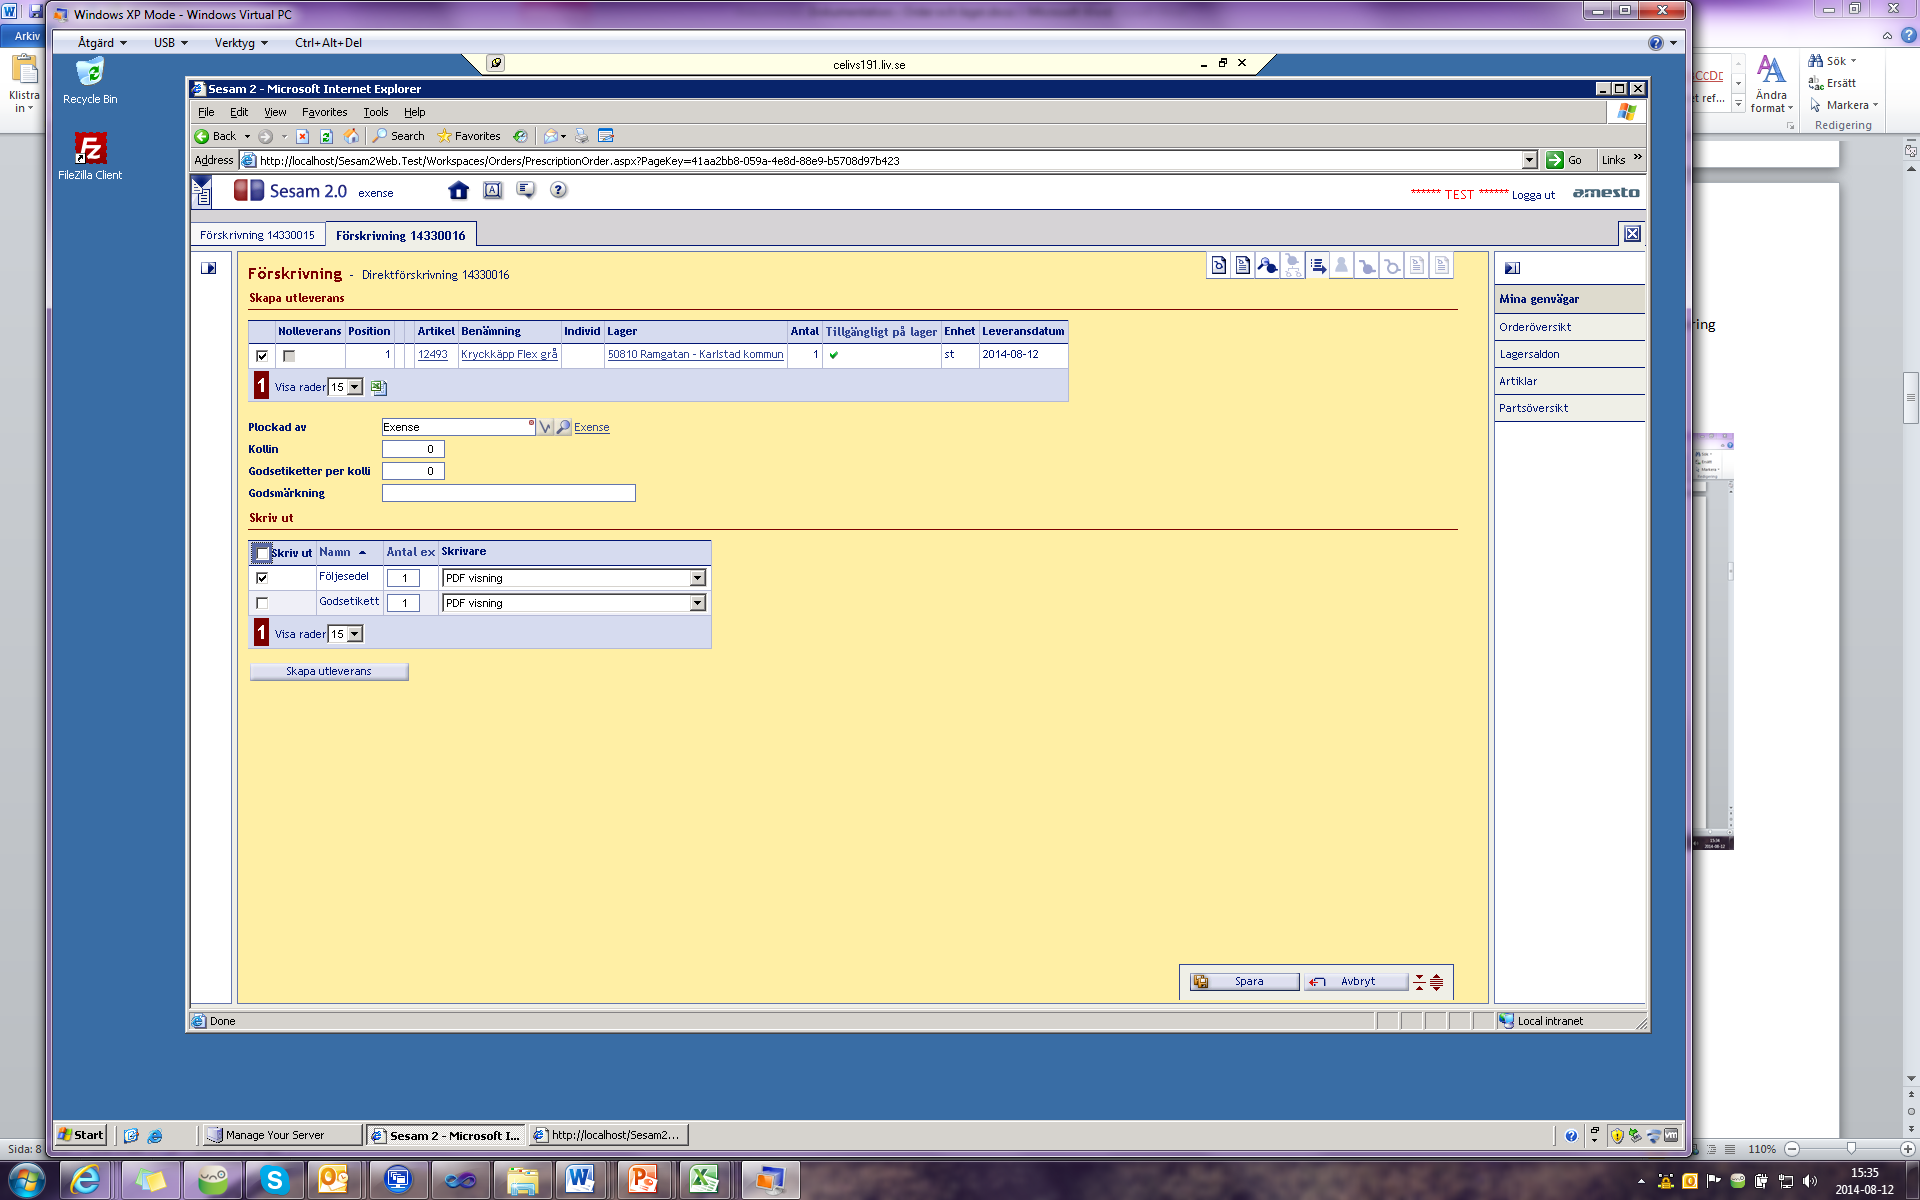 Windows XP Mode - Windows Virtual PC
Arkiv
Åtgärd USB Verktyg Ctrl+Alt+Del
Klistra
in
Recycle Bin
FileZilla Client
celivs191.liv.se
Sök
Ersätt
Markera
Redigering
Ändra
format
Sesam 2 - Microsoft Internet Explorer
File Edit View Favorites Tools Help
Back Search Favorites
Address http://localhost/Sesam2Web.Test/Workspaces/Orders/PrescriptionOrder.aspx?PageKey=41aa2bb8-059a-4e8d-88e9-b5708d97b423 Go Links
Sesam 2.0 exense ****** TEST ****** Logga ut amesto
Förskrivning 14330015 Förskrivning 14330016
Förskrivning - Direktförskrivning 14330016
Skapa utleverans
Nolleverans Position Artikel Benämning Individ Lager Antal Tillgängligt på lager Enhet Leveransdatum
1 12493 Kryckkäpp Flex grå 50810 Ramgatan - Karlstad kommun 1 st 2014-08-12
1 Visa rader 15
Plockad av Exense Exense
Kollin 0
Godsetiketter per kolli 0
Godsmärkning
Skriv ut
Skriv ut Namn Antal ex Skrivare
Följesedel 1 PDF visning
Godsetikett 1 PDF visning
1 Visa rader 15
Skapa utleverans
Mina genvägar
Orderöversikt
Lagersaldon
Artiklar
Partsöversikt
Spara Avbryt
Done Local intranet
Start Manage Your Server Sesam 2 - Microsoft I... http://localhost/Sesam2...
Sida: 8 110%
15:35
2014-08-12